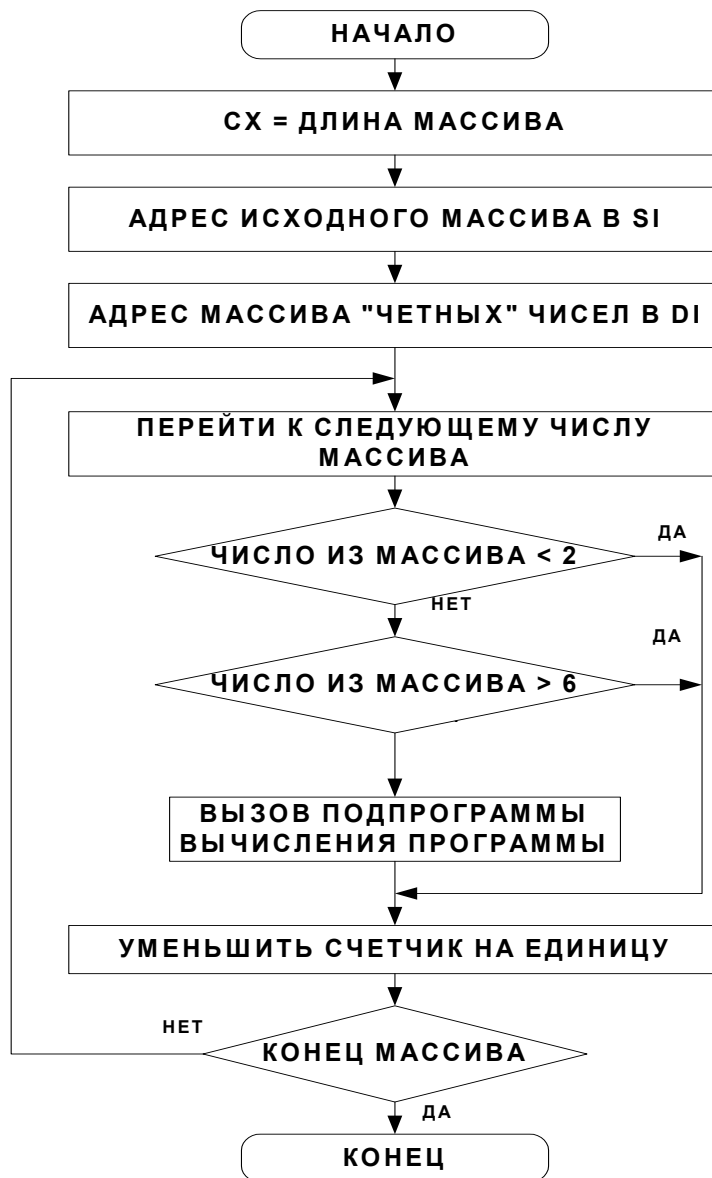 НАЧАЛО
СХ = ДЛИНА МАССИВА
АДРЕС ИСХОДНОГО МАССИВА В SI
АДРЕС МАССИВА "ЧЕТНЫХ" ЧИСЕЛ В DI
ПЕРЕЙТИ К СЛЕДУЮЩЕМУ ЧИСЛУ
МАССИВА
ЧИСЛО ИЗ МАССИВА < 2
ДА
НЕТ
ДА
ЧИСЛО ИЗ МАССИВА > 6
ВЫЗОВ ПОДПРОГРАММЫ
ВЫЧИСЛЕНИЯ ПРОГРАММЫ
УМЕНЬШИТЬ СЧЕТЧИК НА ЕДИНИЦУ
НЕТ
КОНЕЦ МАССИВА
ДА
КОНЕЦ